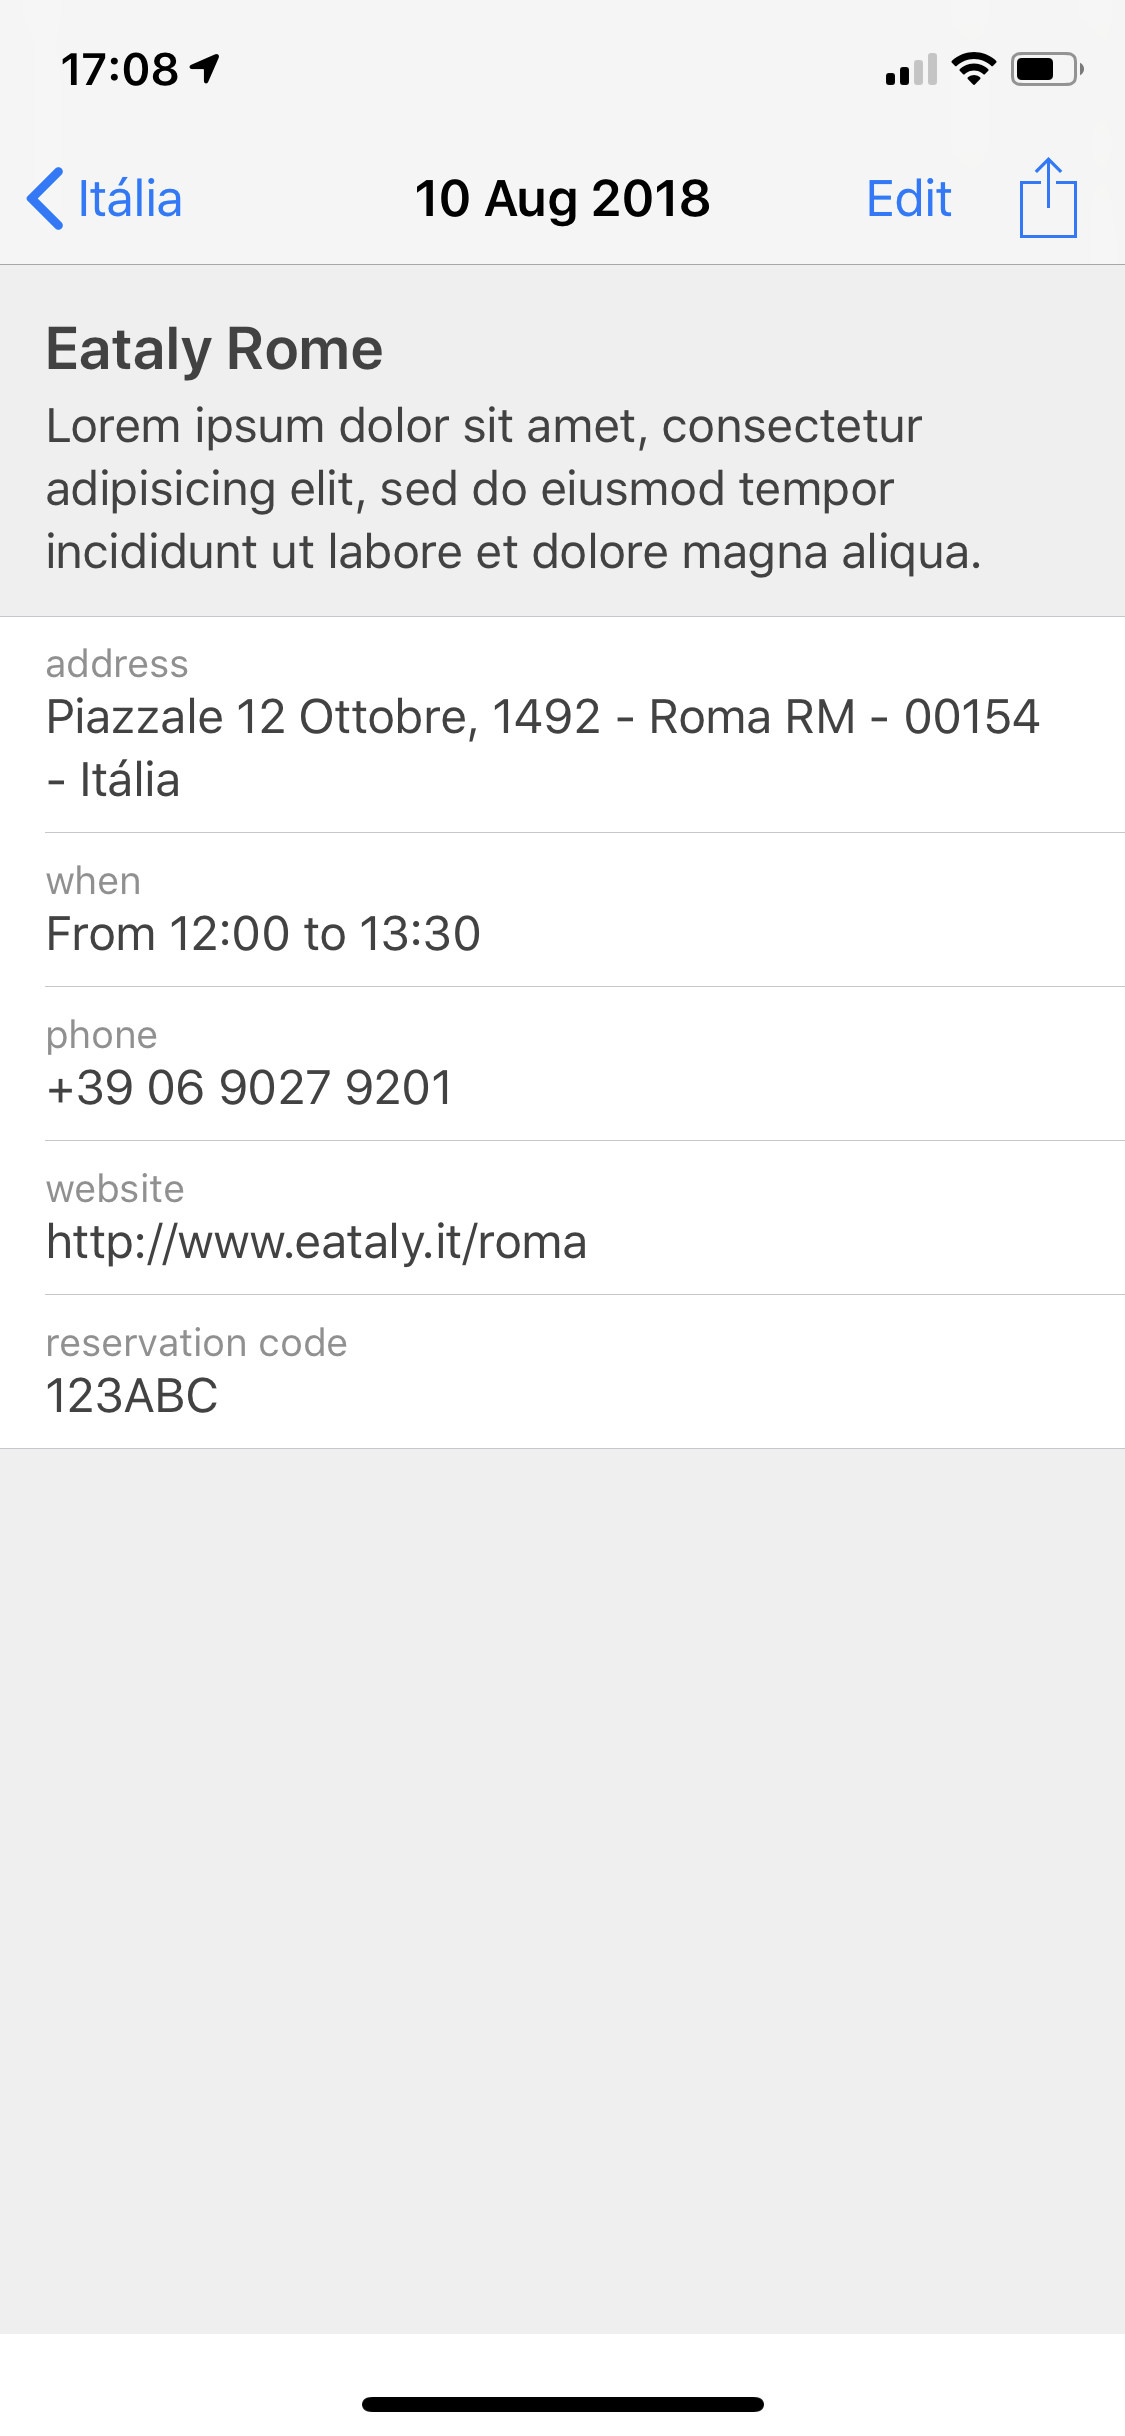 17:08
Itália
10 Aug 2018
Edit
Eataly Rome
Lorem ipsum dolor sit amet, consectetur
adipisicing elit, sed do eiusmod tempor
incididunt ut labore et dolore magna aliqua.
address
Piazzale 12 Ottobre, 1492 - Roma RM - 00154
- Itália
when
From 12:00 to 13:30
phone
+39 06 9027 9201
website
http://www.eataly.it/roma
reservation code
123ABC